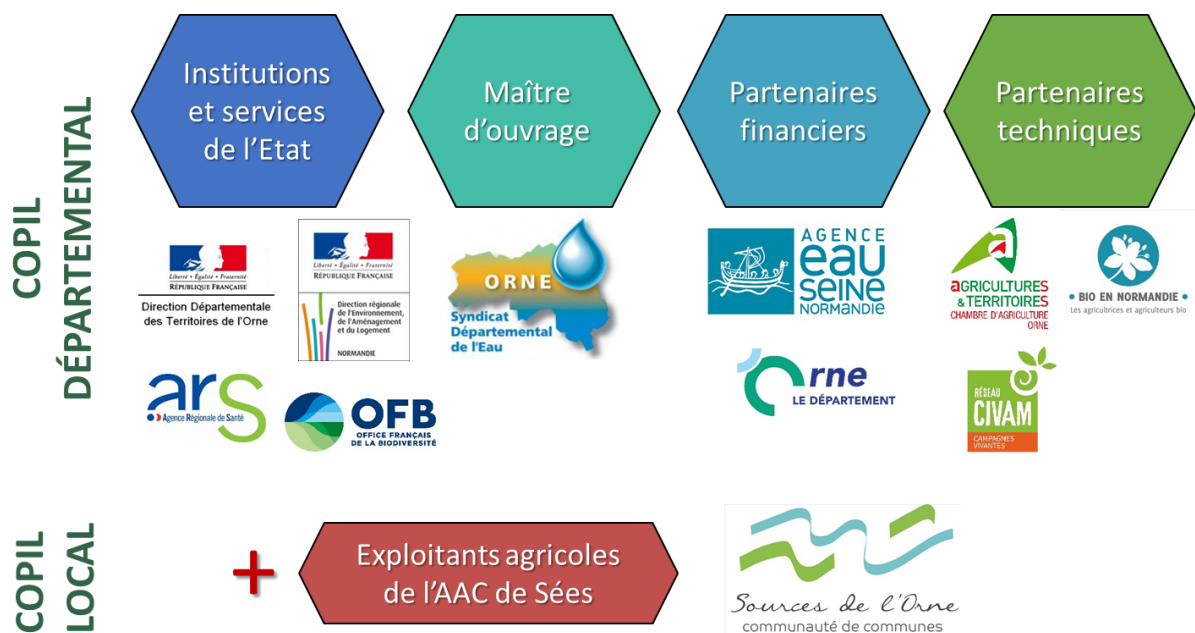 COPIL
DÉPARTEMENTAL
Institutions
et services
de l'Etat
Maître
d'ouvrage
Partenaires
financiers
Partenaires
techniques
Liberté • Égalité • Fraternité
RÉPUBLIQUE FRANÇAISE
Direction Départementale
des Territoires de l'Orne
Liberté • Égalité • Fraternité
RÉPUBLIQUE FRANÇAISE
Direction régionale
de l'Environnement,
de l'Aménagement
et du Logement
NORMANDIE
ORNE
Syndicat
Départemental
de l'Eau
AGENCE
eau
SEINE
NORMANDIE
AGRICULTURES
& TERRITOIRES
CHAMBRE D'AGRICULTURE
ORNE
• BIO EN NORMANDIE •
Les agricultrices et agriculteurs bio
ars
Agence Régionale de Santé
OFB
OFFICE FRANÇAIS
DE LA BIODIVERSITÉ
Orne
LE DÉPARTEMENT
RÉSEAU
CIVAM
CAMPAGNES
VIVANTES
COPIL
LOCAL
+
Exploitants agricoles
de l'AAC de Sées
Sources de l'Orne
communauté de communes